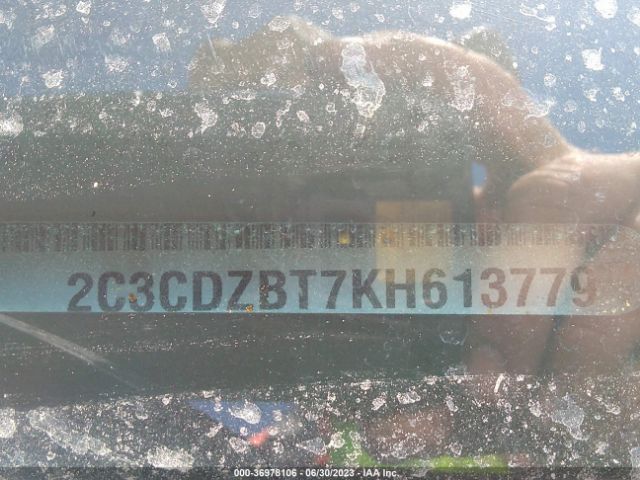 2C3CDZBT7KH613779
000-36978106 - 06/30/2023 - IAA Inc.